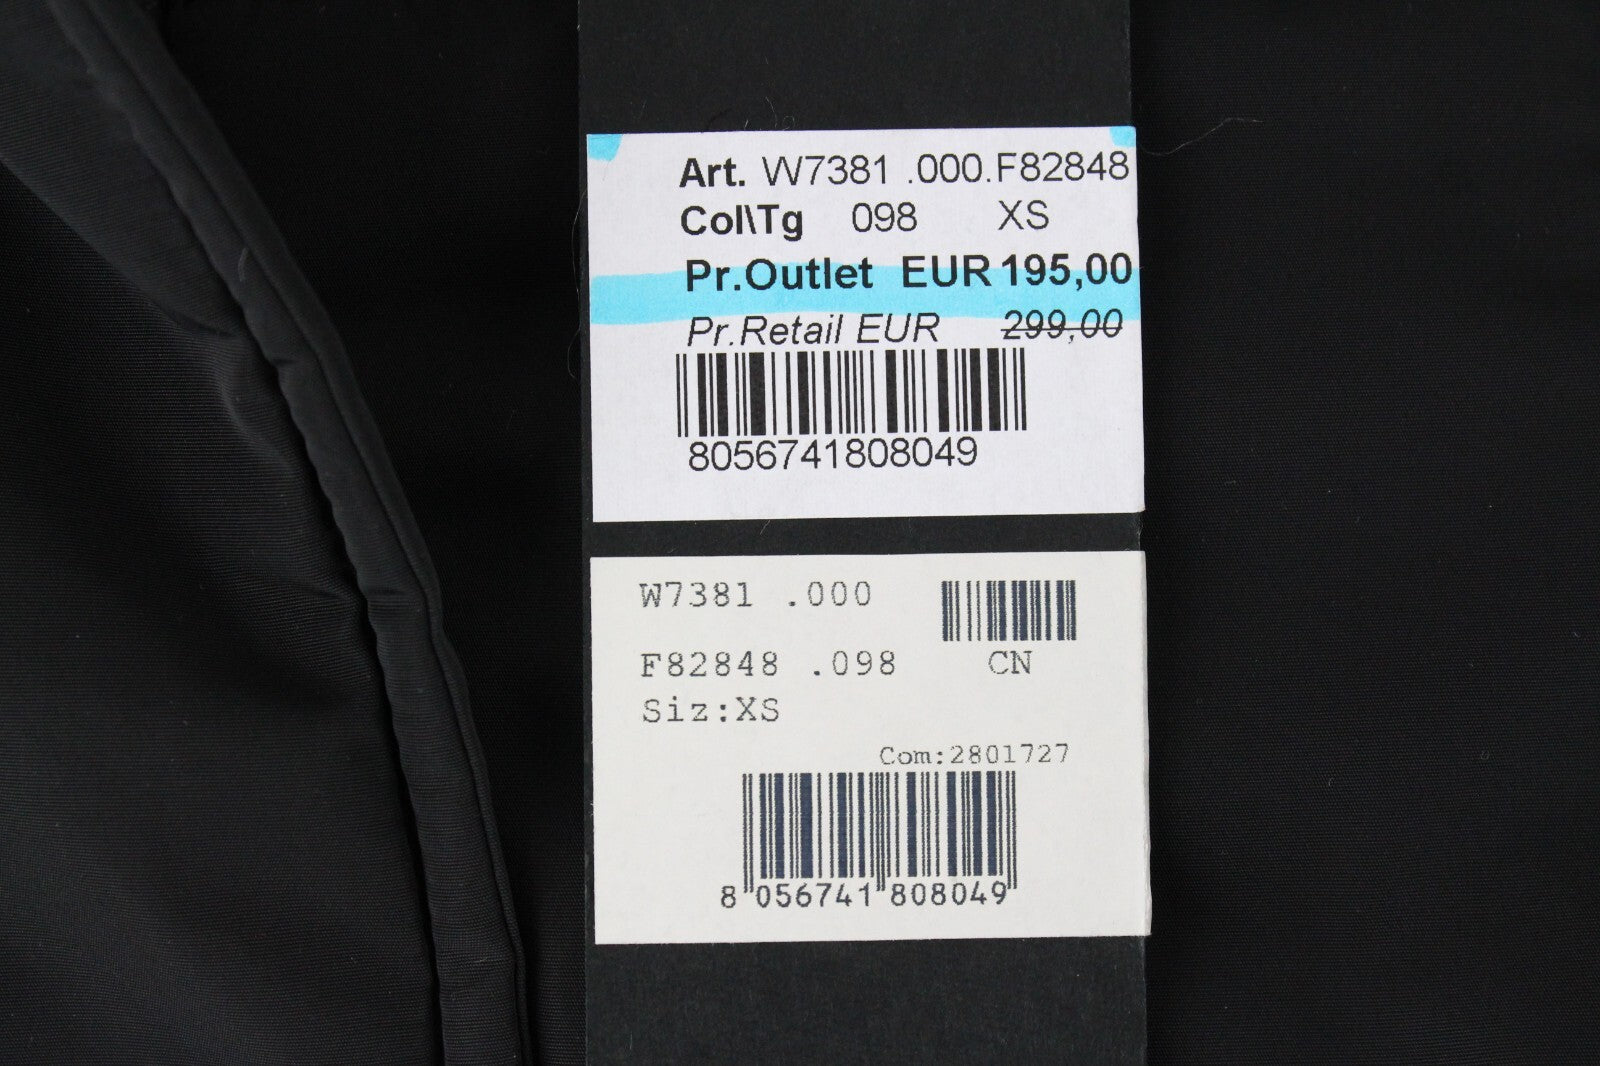 Art. W7381 .000.F82848
Col\Tg 098 XS
Pr.Outlet EUR 195,00
Pr.Retail EUR 299,00
8056741808049
W7381 .000
F82848 .098 CN
Siz:XS
Com:2801727
8 056741 808049